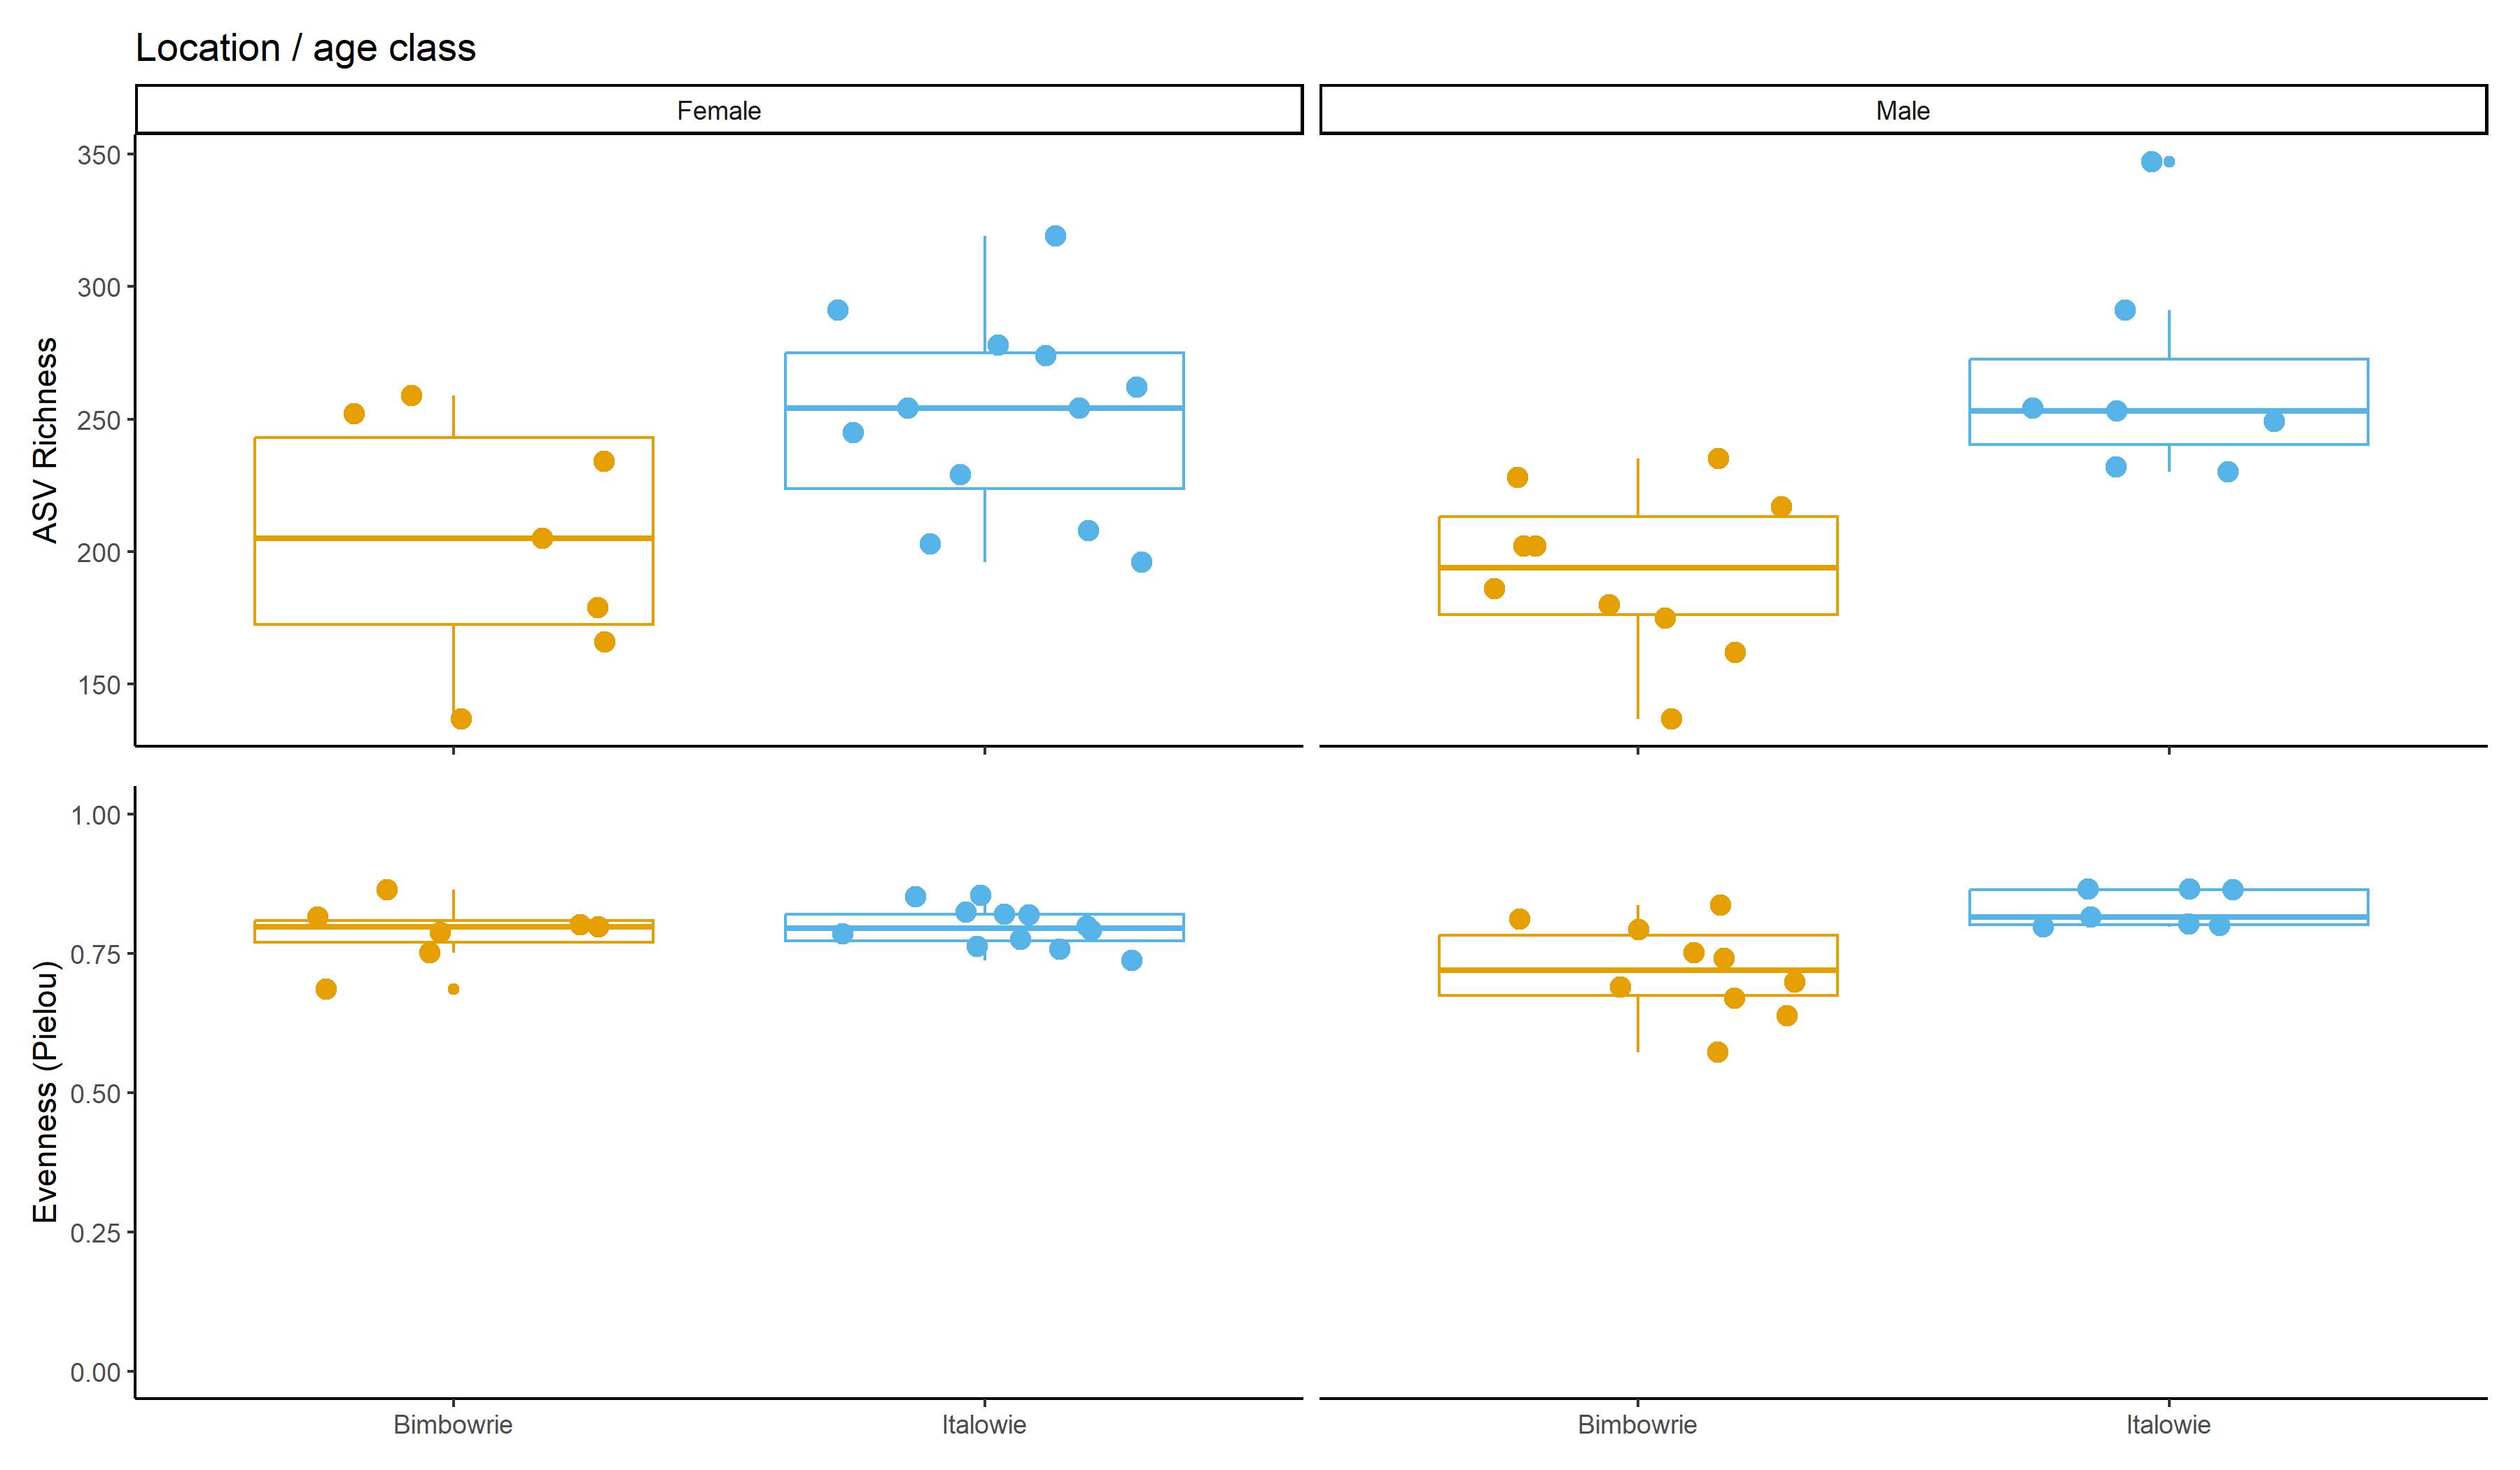 Location / age class
Female
Male
ASV Richness
350
300
250
200
150
Evenness (Pielou)
1.00
0.75
0.50
0.25
0.00
Bimbowrie
Italowie
Bimbowrie
Italowie